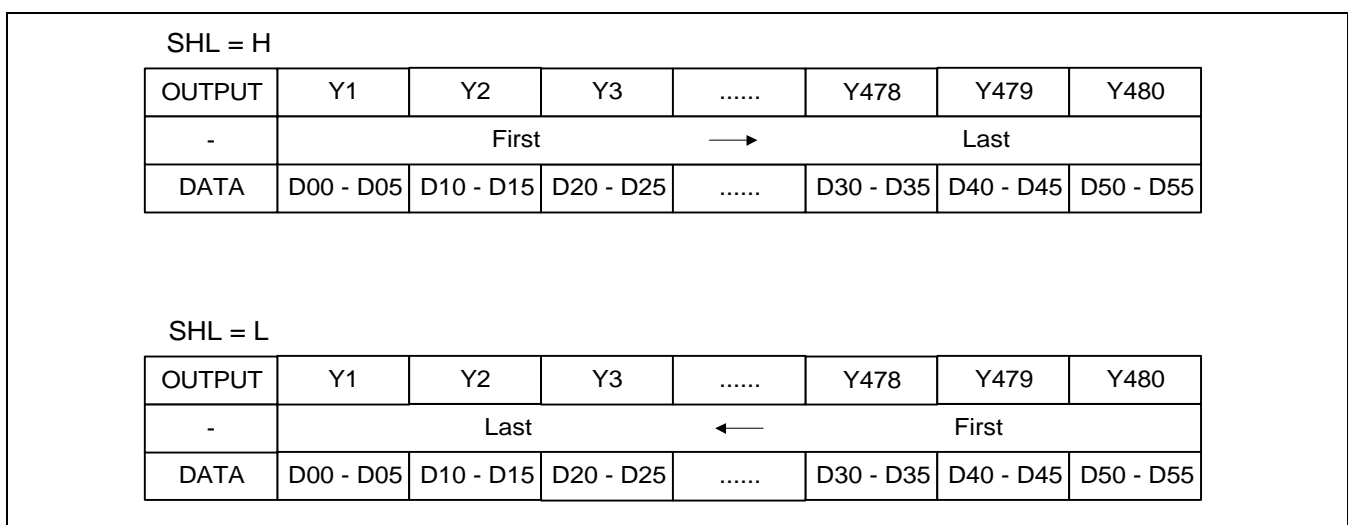 SHL = H
OUTPUT Y1 Y2 Y3 ...... Y478 Y479 Y480
- First → Last
DATA D00 - D05 D10 - D15 D20 - D25 ...... D30 - D35 D40 - D45 D50 - D55
SHL = L
OUTPUT Y1 Y2 Y3 ...... Y478 Y479 Y480
- Last ← First
DATA D00 - D05 D10 - D15 D20 - D25 ...... D30 - D35 D40 - D45 D50 - D55